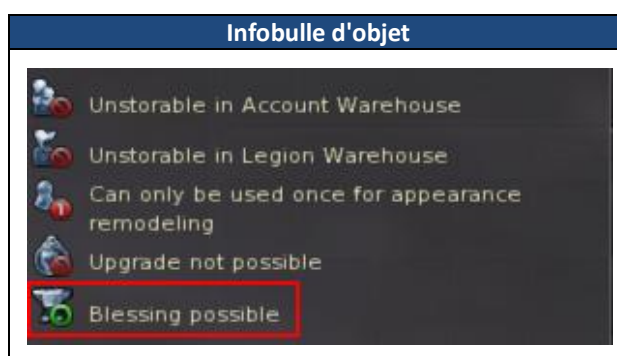 Infobulle d'objet
Unstorable in Account Warehouse
Unstorable in Legion Warehouse
Can only be used once for appearance
remodeling
Upgrade not possible
Blessing possible